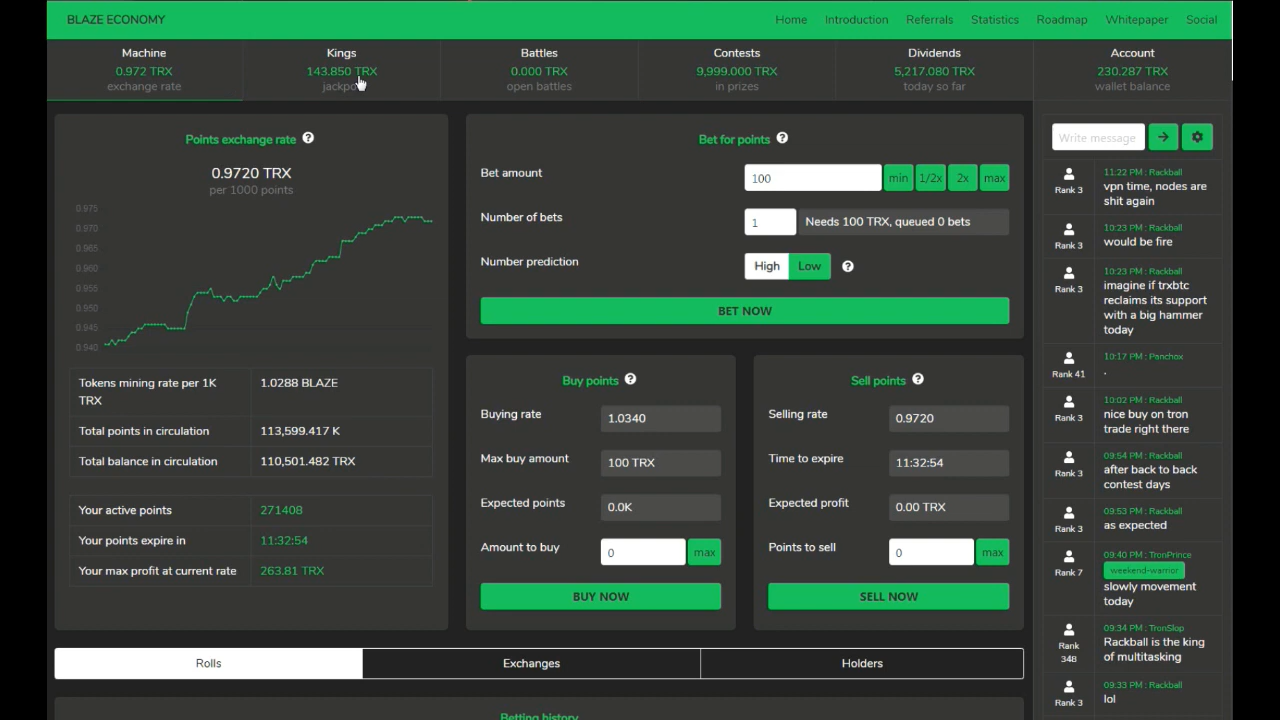 BLAZE ECONOMY
Home
Introduction
Referrals
Statistics
Roadmap
Whitepaper
Social
Machine
0.972 TRX
exchange rate
Kings
143.850 TRX
Battles
0.000 TRX
open battles
Contests
9,999.000 TRX
in prizes
Dividends
5,217.080 TRX
today so far
Account
230.287 TRX
wallet balance
Points exchange rate ?
0.9720 TRX
per 1000 points
0.975
0.970
0.965
0.960
0.955
0.950
0.945
0.940
Tokens mining rate per 1K
TRX
1.0288 BLAZE
Total points in circulation
113,599.417 K
Total balance in circulation
110,501.482 TRX
Your active points
271408
Your points expire in
11:32:54
Your max profit at current rate
263.81 TRX
Bet for points ?
Bet amount
100
min
1/2x
2x
max
Number of bets
1
Needs 100 TRX, queued 0 bets
Number prediction
High
Low
?
BET NOW
Buy points ?
Buying rate
1.0340
Max buy amount
100 TRX
Expected points
0.0K
Amount to buy
0
max
BUY NOW
Sell points ?
Selling rate
0.9720
Time to expire
11:32:54
Expected profit
0.00 TRX
Points to sell
0
max
SELL NOW
Rolls
Exchanges
Holders
Betting history
Write message
Rank 3
11:22 PM : Rackball
vpn time, nodes are
shit again
Rank 3
10:23 PM : Rackball
would be fire
Rank 3
10:23 PM : Rackball
imagine if trxbtc
reclaims its support
with a big hammer
today
Rank 41
10:17 PM : Panchox
.
Rank 3
10:02 PM : Rackball
nice buy on tron
trade right there
Rank 3
09:54 PM : Rackball
after back to back
contest days
Rank 3
09:53 PM : Rackball
as expected
Rank 7
09:40 PM : TronPrince
weekend-warrior
slowly movement
today
Rank
348
09:34 PM : TronSlop
Rackball is the king
of multitasking
Rank 3
09:33 PM : Rackball
lol